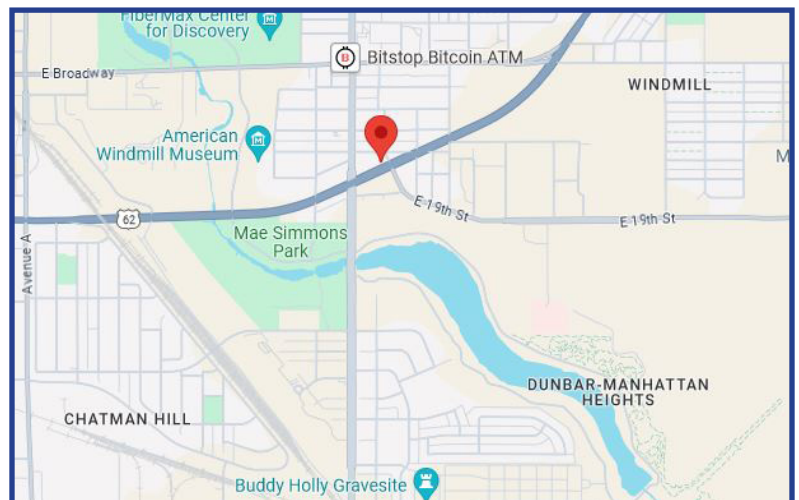 FiberMax Center
for Discovery
Bitstop Bitcoin ATM
E Broadway
WINDMILL
American
Windmill Museum
M
E 19th St
E 19th St
62
Mae Simmons
Park
Avenue A
DUNBAR-MANHATTAN
HEIGHTS
CHATMAN HILL
Buddy Holly Gravesite